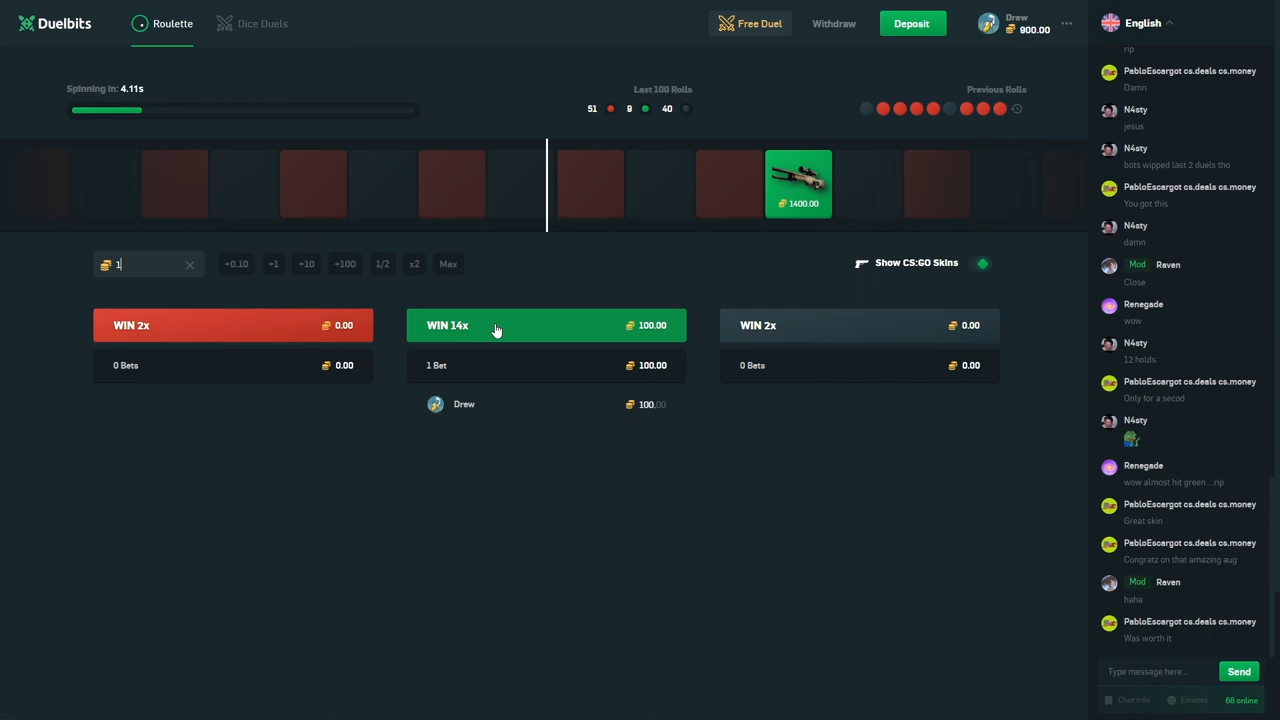 Duelbits
Roulette
Dice Duels
Free Duel
Withdraw
Deposit
Drew
900.00
English
Spinning In: 4.11s
Last 100 Rolls
51 9 40
Previous Rolls
1400.00
1
+0.10 +1 +10 +100 1/2 x2 Max
Show CS:GO Skins
WIN 2x 0.00
WIN 14x 100.00
WIN 2x 0.00
0 Bets 0.00
1 Bet 100.00
0 Bets 0.00
Drew 100.00
rip
PabloEscargot cs.deals cs.money
Damn
N4sty
jesus
N4sty
bots wipped last 2 duels tho
PabloEscargot cs.deals cs.money
You got this
N4sty
damn
Mod Raven
Close
Renegade
wow
N4sty
12 holds
PabloEscargot cs.deals cs.money
Only for a secod
N4sty
Renegade
wow almost hit green...rip
PabloEscargot cs.deals cs.money
Great skin
PabloEscargot cs.deals cs.money
Congratz on that amazing aug
Mod Raven
haha
PabloEscargot cs.deals cs.money
Was worth it
Type message here...
Send
Chat Info
Emotes
66 online